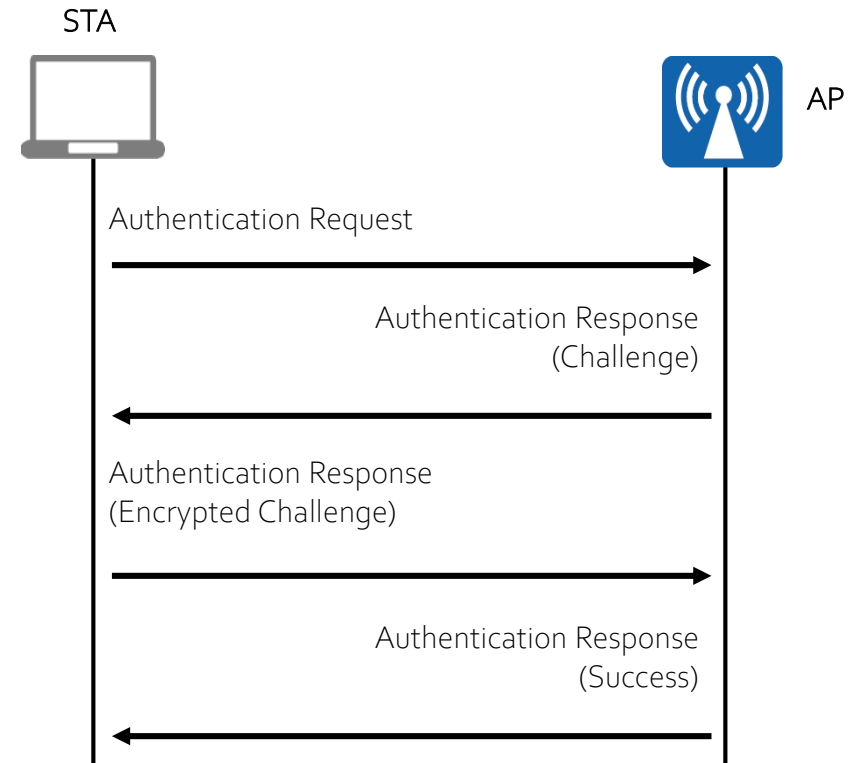 STA
AP
Authentication Request
Authentication Response
(Challenge)
Authentication Response
(Encrypted Challenge)
Authentication Response
(Success)